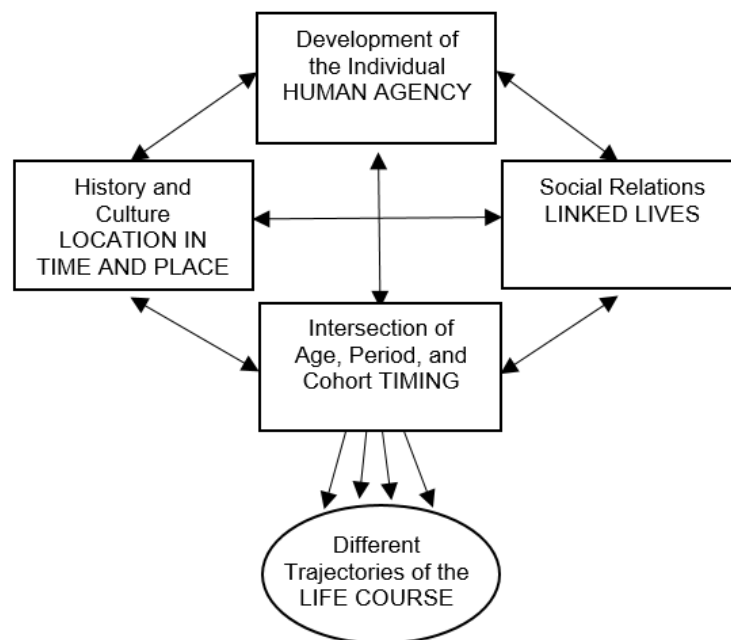 Development of
the Individual
HUMAN AGENCY
History and
Culture
LOCATION IN
TIME AND PLACE
Social Relations
LINKED LIVES
Intersection of
Age, Period, and
Cohort TIMING
Different
Trajectories of the
LIFE COURSE